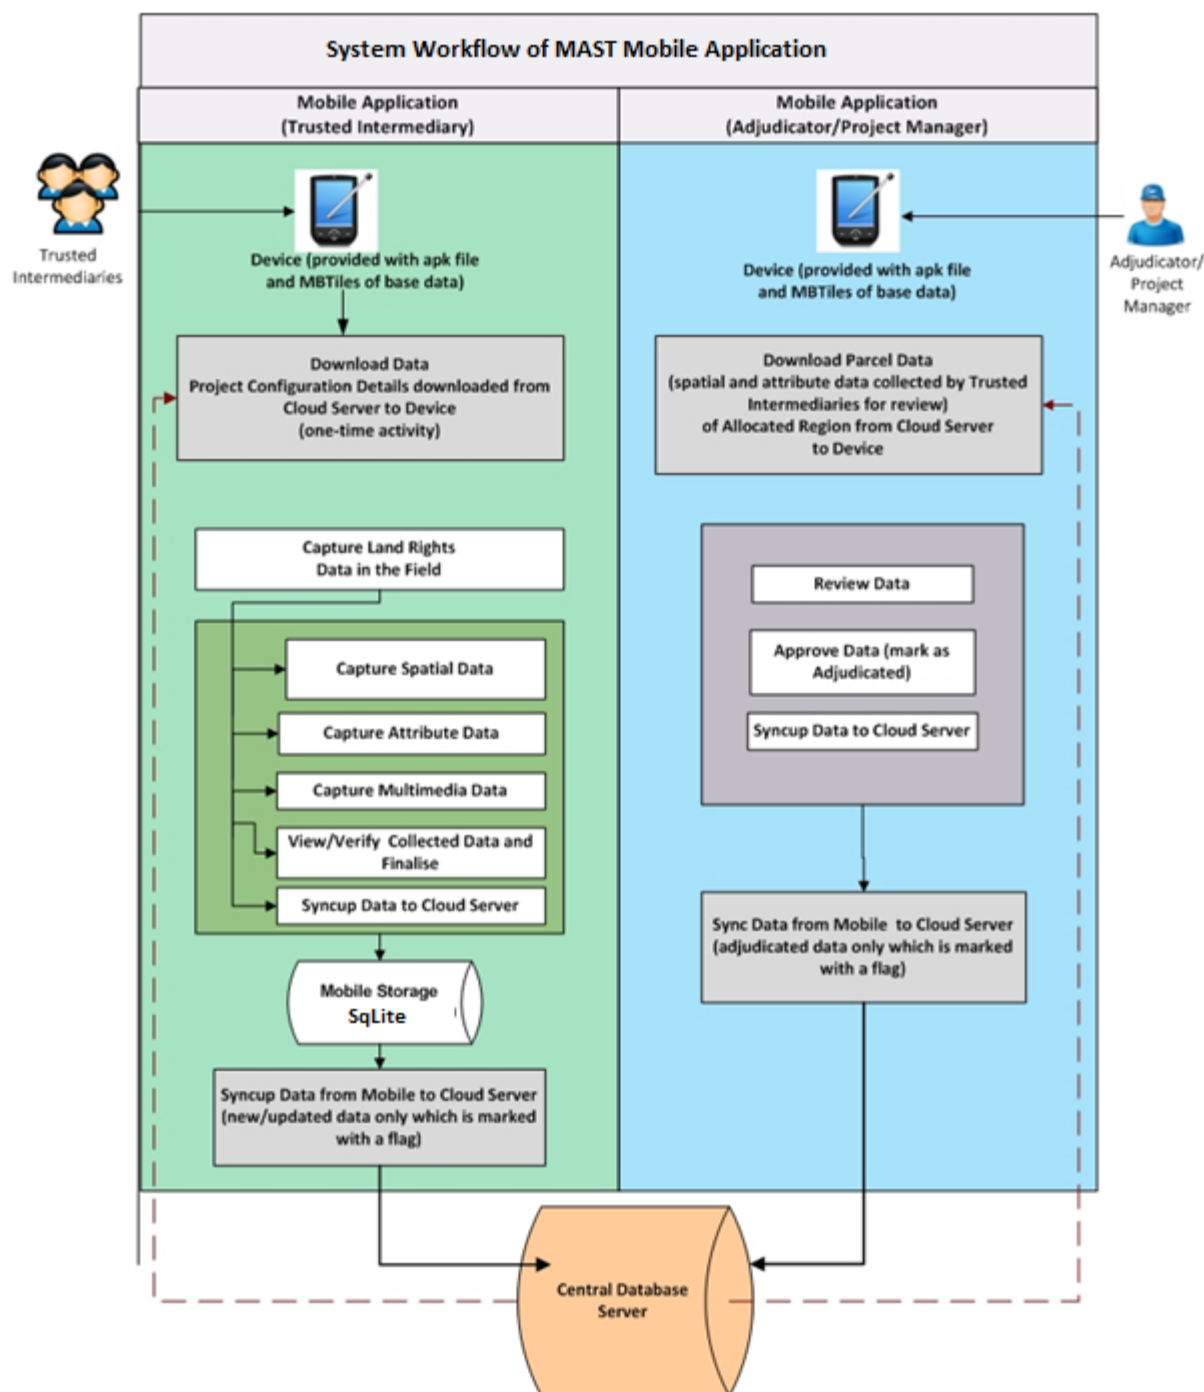 System Workflow of MAST Mobile Application
Mobile Application
(Trusted Intermediary)
Mobile Application
(Adjudicator/Project Manager)
Trusted
Intermediaries
Device (provided with apk file
and MBTiles of base data)
Download Data
Project Configuration Details downloaded from
Cloud Server to Device
(one-time activity)
Capture Land Rights
Data in the Field
Capture Spatial Data
Capture Attribute Data
Capture Multimedia Data
View/Verify Collected Data and
Finalise
Syncup Data to Cloud Server
Mobile Storage
SqLite
Syncup Data from Mobile to Cloud Server
(new/updated data only which is marked
with a flag)
Adjudicator/
Project
Manager
Device (provided with apk file
and MBTiles of base data)
Download Parcel Data
(spatial and attribute data collected by Trusted
Intermediaries for review)
of Allocated Region from Cloud Server
to Device
Review Data
Approve Data (mark as
Adjudicated)
Syncup Data to Cloud Server
Sync Data from Mobile to Cloud Server
(adjudicated data only which is marked
with a flag)
Central Database
Server